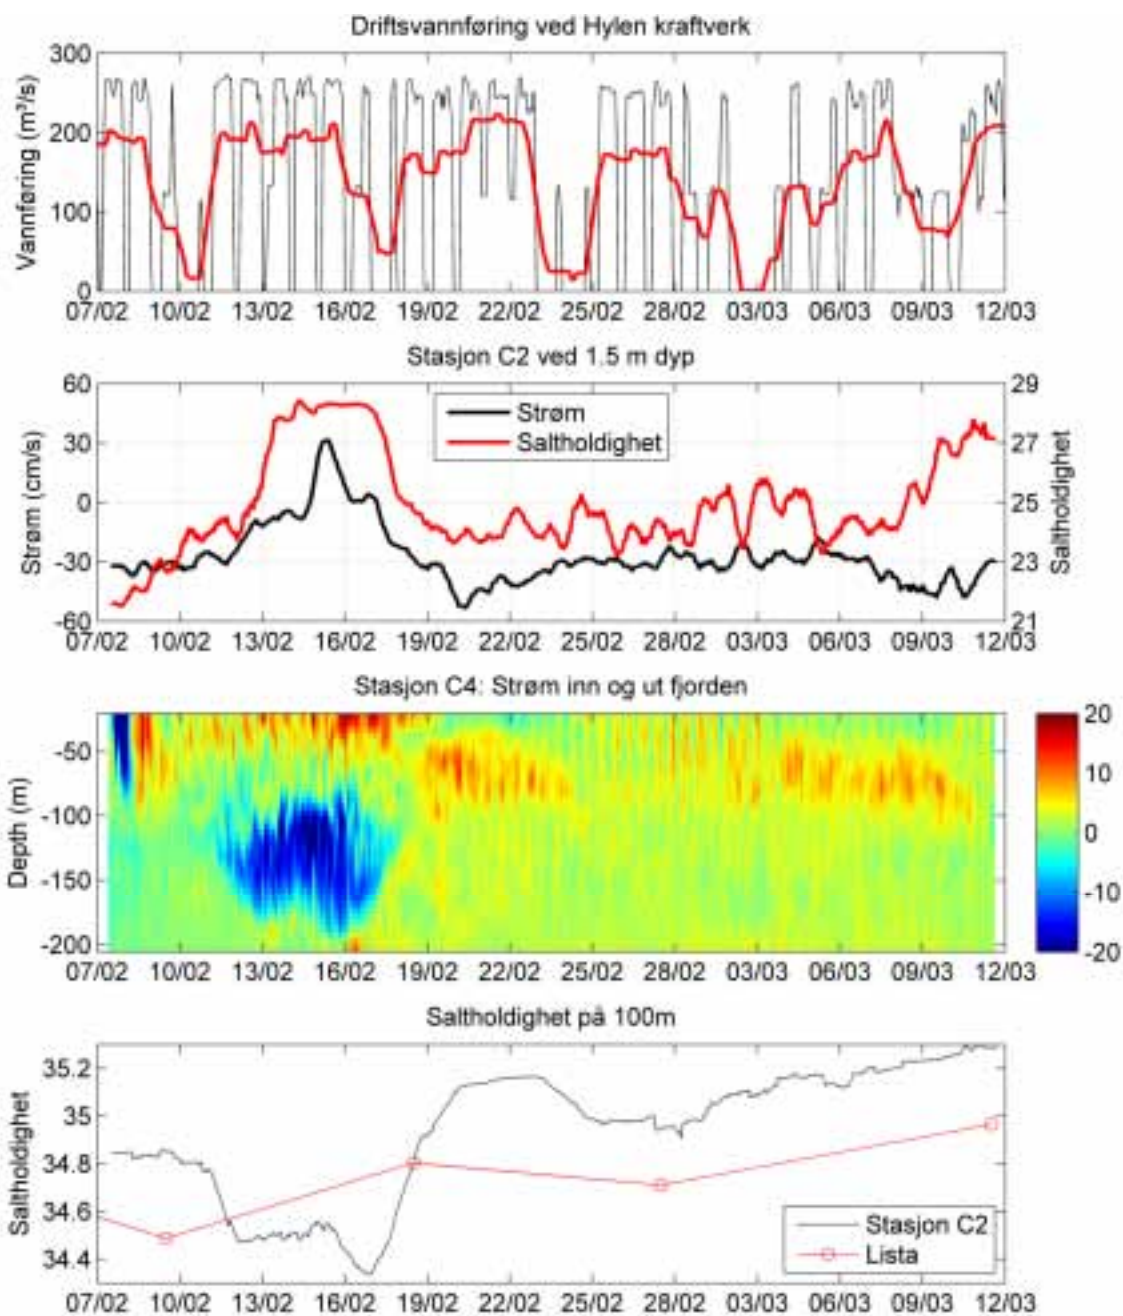 Driftsvannføring ved Hylen kraftverk
Vannføring (m³/s)
300
200
100
0
07/02 10/02 13/02 16/02 19/02 22/02 25/02 28/02 03/03 06/03 09/03 12/03
Stasjon C2 ved 1.5 m dyp
Strøm (cm/s)
60
30
0
-30
-60
Strøm
Saltholdighet
29
27
25
23
21
Saltholdighet
07/02 10/02 13/02 16/02 19/02 22/02 25/02 28/02 03/03 06/03 09/03 12/03
Stasjon C4: Strøm inn og ut fjorden
Depth (m)
-50
-100
-150
-200
20
10
0
-10
-20
07/02 10/02 13/02 16/02 19/02 22/02 25/02 28/02 03/03 06/03 09/03 12/03
Saltholdighet på 100m
Saltholdighet
35.2
35
34.8
34.6
34.4
Stasjon C2
Lista
07/02 10/02 13/02 16/02 19/02 22/02 25/02 28/02 03/03 06/03 09/03 12/03